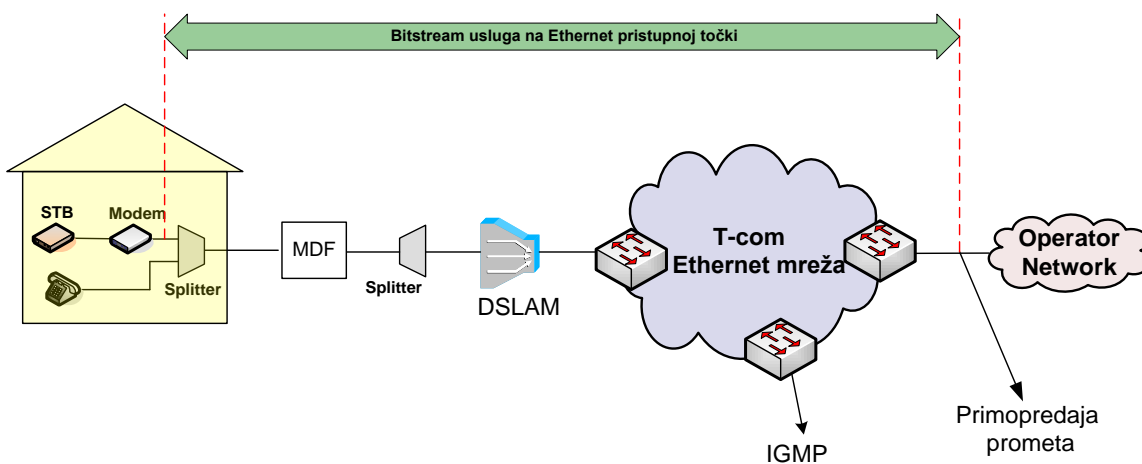 Bitstream usluga na Ethernet pristupnoj točki
STB
Modem
Splitter
MDF
Splitter
DSLAM
T-com
Ethernet mreža
Operator
Network
IGMP
Primopredaja
prometa